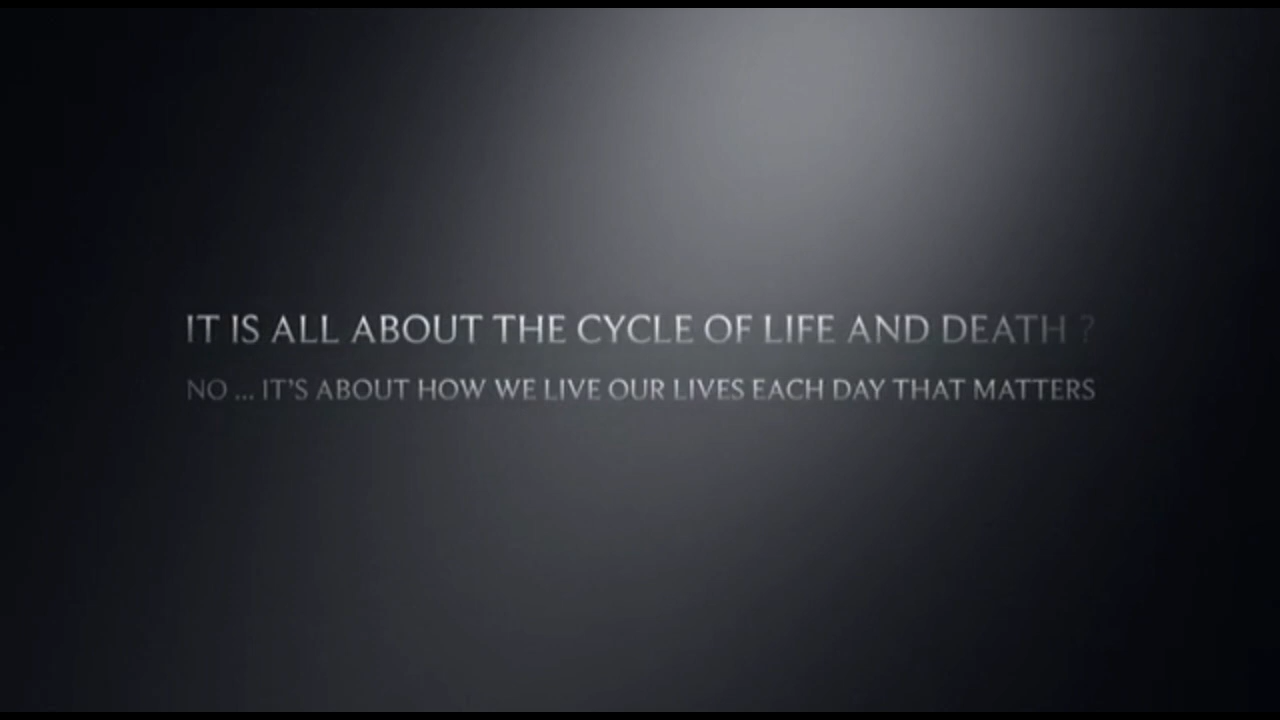 IT IS ALL ABOUT THE CYCLE OF LIFE AND DEATH ?
NO ... IT'S ABOUT HOW WE LIVE OUR LIVES EACH DAY THAT MATTERS